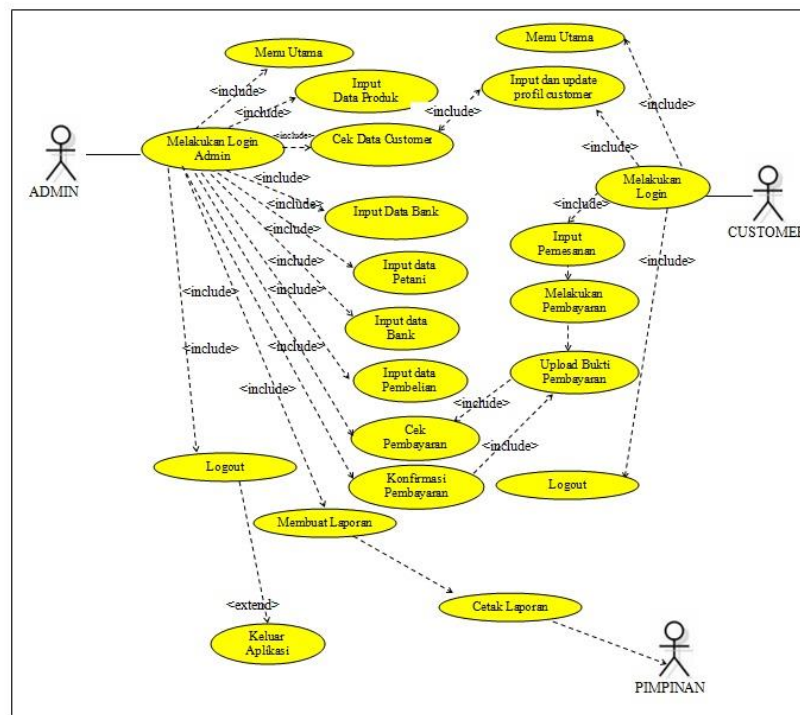 Menu Utama
Menu Utama
<include>
Input
Data Produk
Input dan update
profil customer
<include>
<include>
<include>
<include>
Melakukan Login
Admin
Cek Data Customer
<include>
ADMIN
<include>
Melakukan
Login
CUSTOMER
<include>
Input Data Bank
<include>
<include>
Input
Pemesanan
<include>
Input data
Petani
<include>
<include>
Melakukan
Pembayaran
<include>
Input data
Bank
<include>
<include>
Upload Bukti
Pembayaran
Input data
Pembelian
<include>
<include>
Cek
Pembayaran
<include>
Logout
Konfirmasi
Pembayaran
Logout
Membuat Laporan
<extend>
Cetak Laporan
Keluar
Aplikasi
PIMPINAN